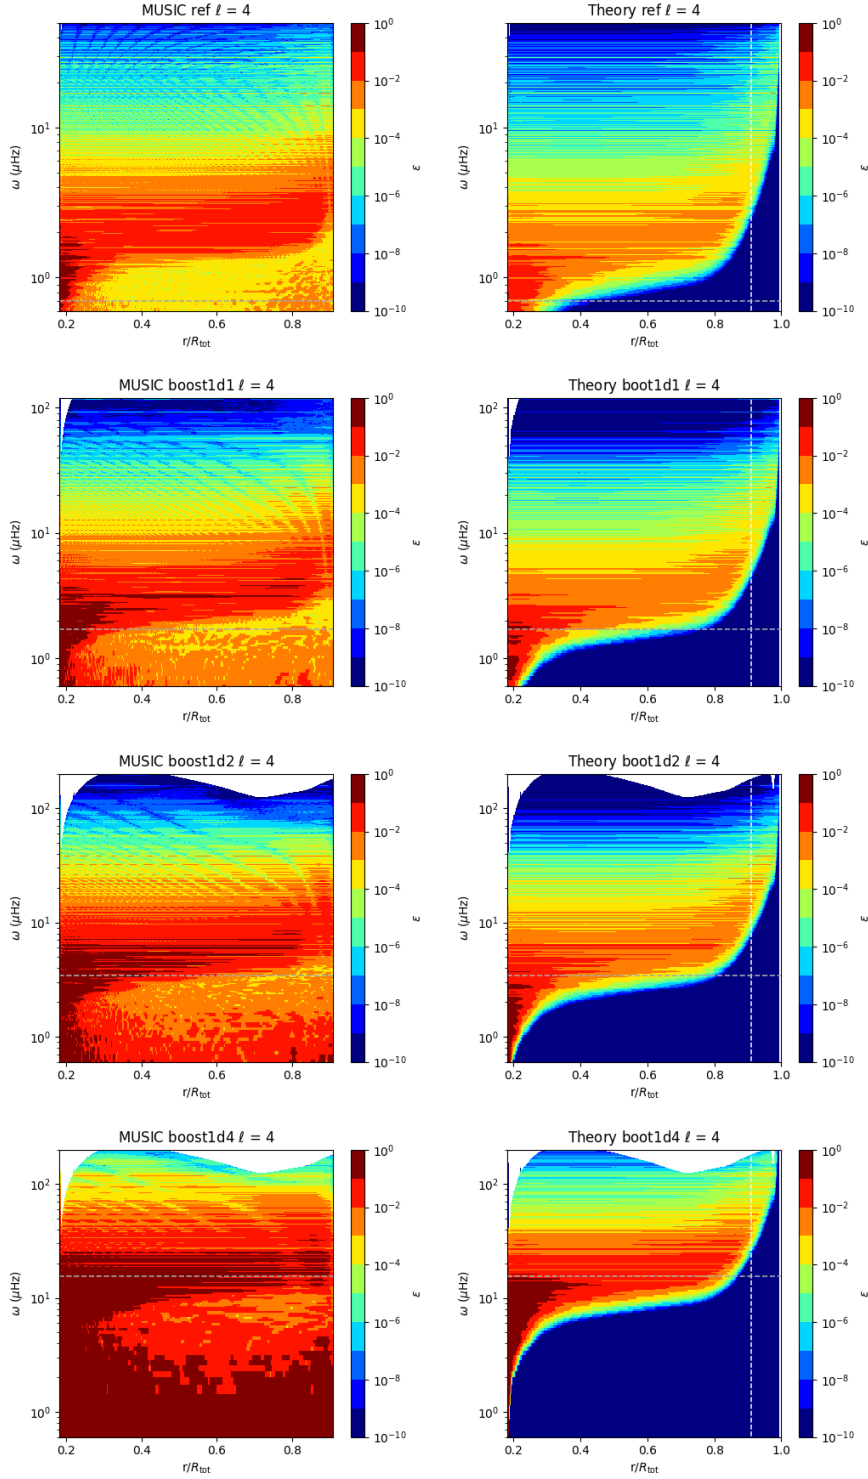 MUSIC ref ℓ = 4
ω (μHz)
10¹
10⁰
0.2 0.4 0.6 0.8
r/R_tot
10⁰
10⁻²
10⁻⁴
10⁻⁶
10⁻⁸
10⁻¹⁰
ε
Theory ref ℓ = 4
ω (μHz)
10¹
10⁰
0.2 0.4 0.6 0.8 1.0
r/R_tot
10⁰
10⁻²
10⁻⁴
10⁻⁶
10⁻⁸
10⁻¹⁰
ε
MUSIC boost1d1 ℓ = 4
ω (μHz)
10²
10¹
10⁰
0.2 0.4 0.6 0.8
r/R_tot
10⁰
10⁻²
10⁻⁴
10⁻⁶
10⁻⁸
10⁻¹⁰
ε
Theory boot1d1 ℓ = 4
ω (μHz)
10²
10¹
10⁰
0.2 0.4 0.6 0.8 1.0
r/R_tot
10⁰
10⁻²
10⁻⁴
10⁻⁶
10⁻⁸
10⁻¹⁰
ε
MUSIC boost1d2 ℓ = 4
ω (μHz)
10²
10¹
10⁰
0.2 0.4 0.6 0.8
r/R_tot
10⁰
10⁻²
10⁻⁴
10⁻⁶
10⁻⁸
10⁻¹⁰
ε
Theory boot1d2 ℓ = 4
ω (μHz)
10²
10¹
10⁰
0.2 0.4 0.6 0.8 1.0
r/R_tot
10⁰
10⁻²
10⁻⁴
10⁻⁶
10⁻⁸
10⁻¹⁰
ε
MUSIC boost1d4 ℓ = 4
ω (μHz)
10²
10¹
10⁰
0.2 0.4 0.6 0.8
r/R_tot
10⁰
10⁻²
10⁻⁴
10⁻⁶
10⁻⁸
10⁻¹⁰
ε
Theory boot1d4 ℓ = 4
ω (μHz)
10²
10¹
10⁰
0.2 0.4 0.6 0.8 1.0
r/R_tot
10⁰
10⁻²
10⁻⁴
10⁻⁶
10⁻⁸
10⁻¹⁰
ε